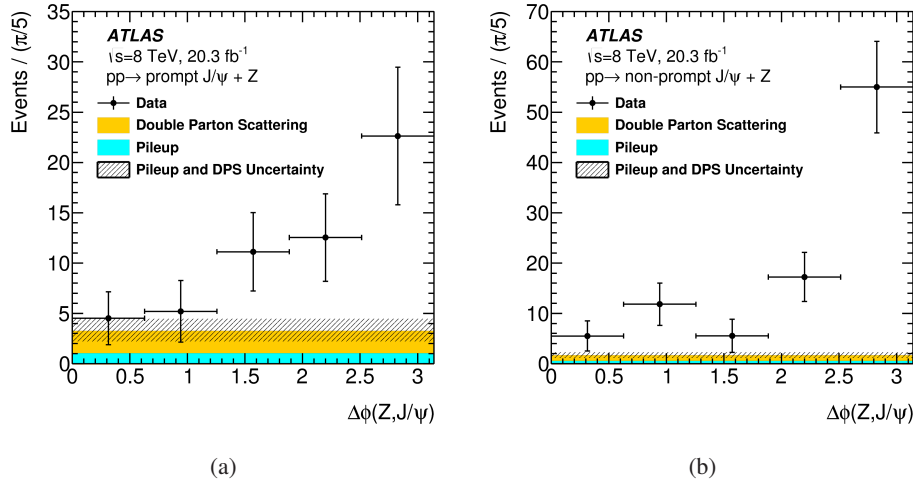 ATLAS
√s=8 TeV, 20.3 fb⁻¹
pp→ prompt J/ψ + Z
Data
Double Parton Scattering
Pileup
Pileup and DPS Uncertainty
Events / (π/5)
35
30
25
20
15
10
5
0
0 0.5 1 1.5 2 2.5 3
Δϕ(Z,J/ψ)
(a)
ATLAS
√s=8 TeV, 20.3 fb⁻¹
pp→ non-prompt J/ψ + Z
Data
Double Parton Scattering
Pileup
Pileup and DPS Uncertainty
Events / (π/5)
70
60
50
40
30
20
10
0
0 0.5 1 1.5 2 2.5 3
Δϕ(Z,J/ψ)
(b)